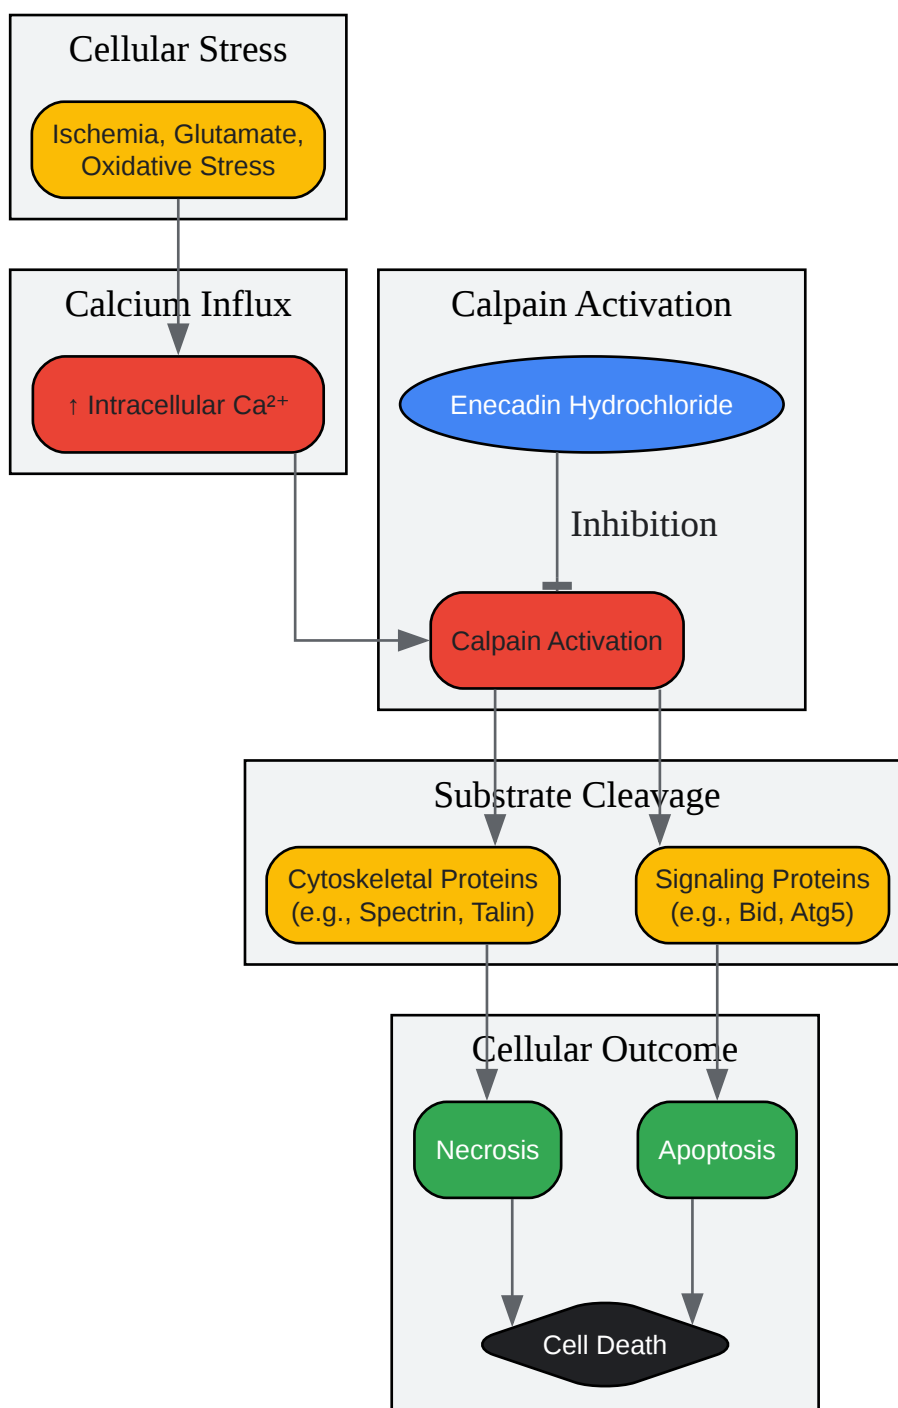 Cellular Stress
Ischemia, Glutamate,
Oxidative Stress
Calcium Influx
↑ Intracellular Ca²⁺
Calpain Activation
Enecadin Hydrochloride
Inhibition
Calpain Activation
Substrate Cleavage
Cytoskeletal Proteins
(e.g., Spectrin, Talin)
Signaling Proteins
(e.g., Bid, Atg5)
Cellular Outcome
Necrosis
Apoptosis
Cell Death